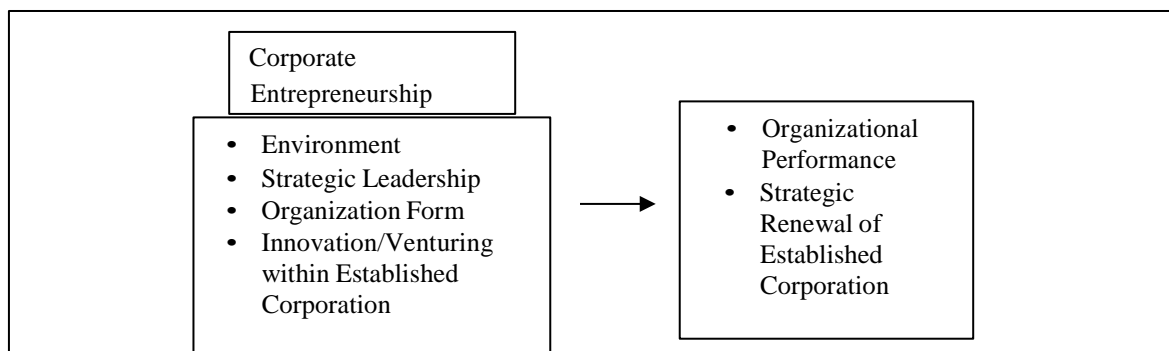 Corporate
Entrepreneurship
• Environment
• Strategic Leadership
• Organization Form
• Innovation/Venturing
within Established
Corporation
• Organizational
Performance
• Strategic
Renewal of
Established
Corporation